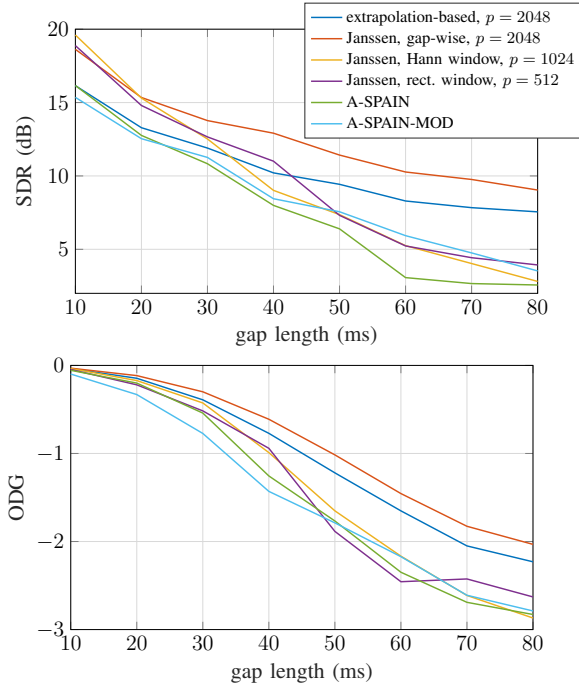 extrapolation-based, p = 2048
Janssen, gap-wise, p = 2048
Janssen, Hann window, p = 1024
Janssen, rect. window, p = 512
A-SPAIN
A-SPAIN-MOD
20
15
10
5
SDR (dB)
10 20 30 40 50 60 70 80
gap length (ms)
0
−1
−2
−3
ODG
10 20 30 40 50 60 70 80
gap length (ms)